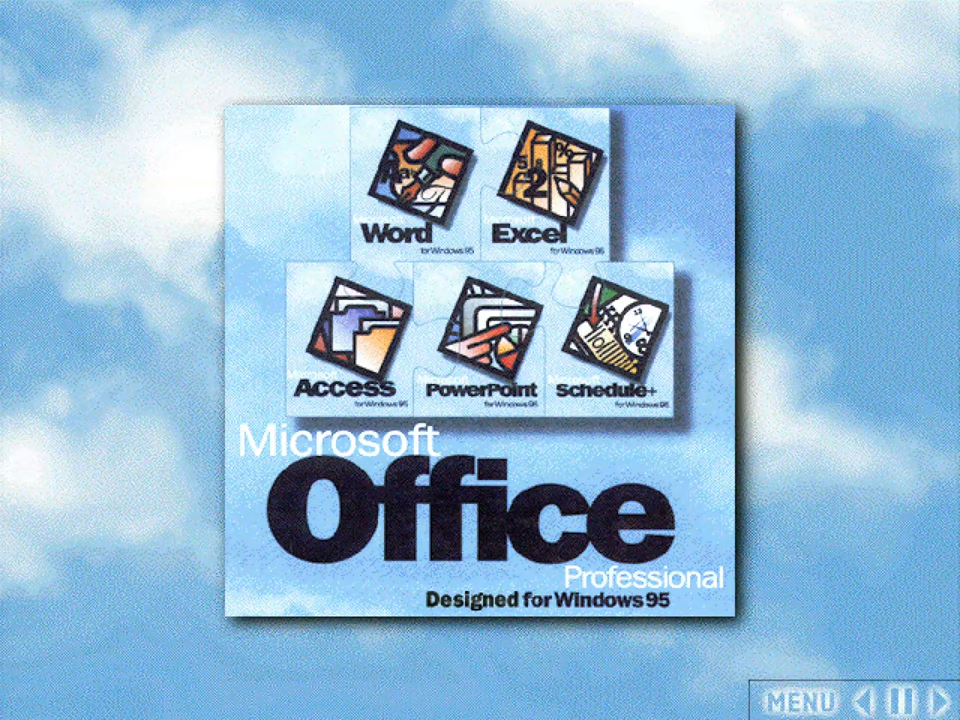 Word
for Windows 95
Excel
for Windows 95
Access
for Windows 95
PowerPoint
for Windows 95
Schedule+
for Windows 95
Microsoft
Office
Professional
Designed for Windows 95
MENU